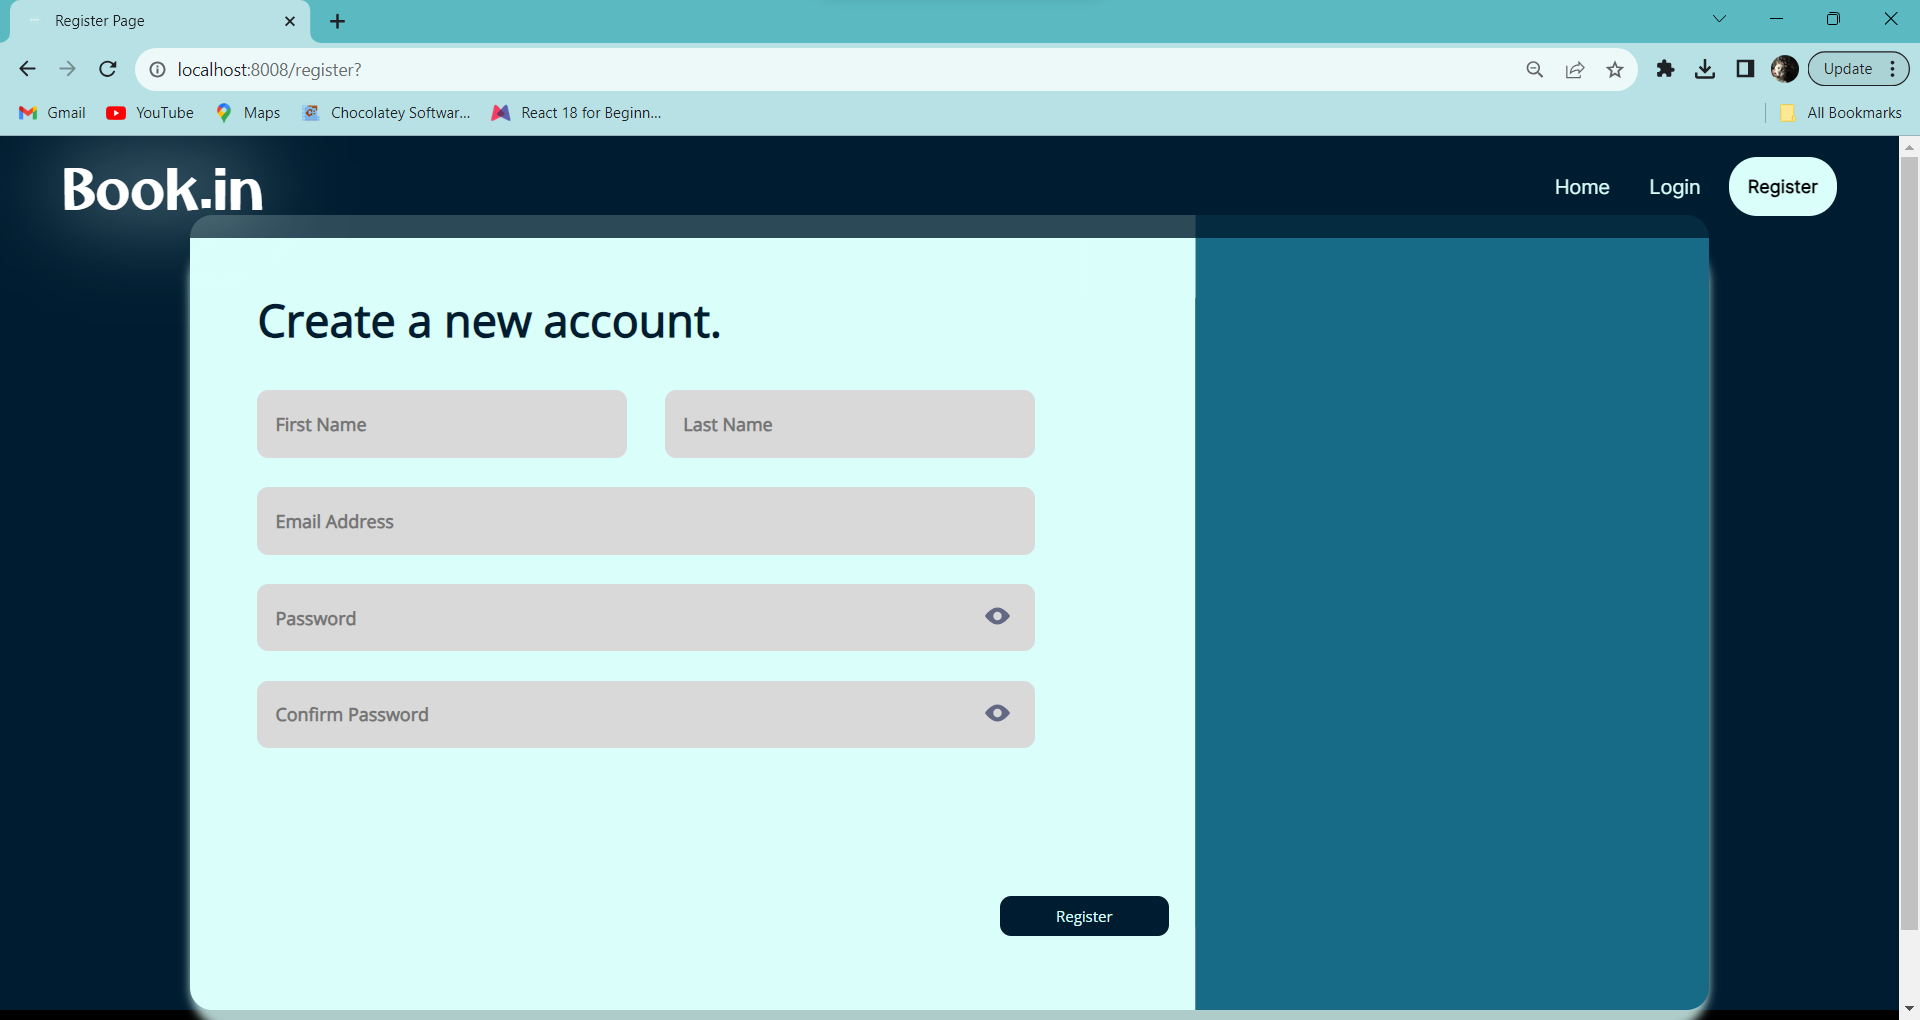 Register Page
localhost:8008/register?
Update
Gmail YouTube Maps Chocolatey Softwar... React 18 for Beginn... All Bookmarks
Book.in
Home Login Register
Create a new account.
First Name Last Name
Email Address
Password
Confirm Password
Register